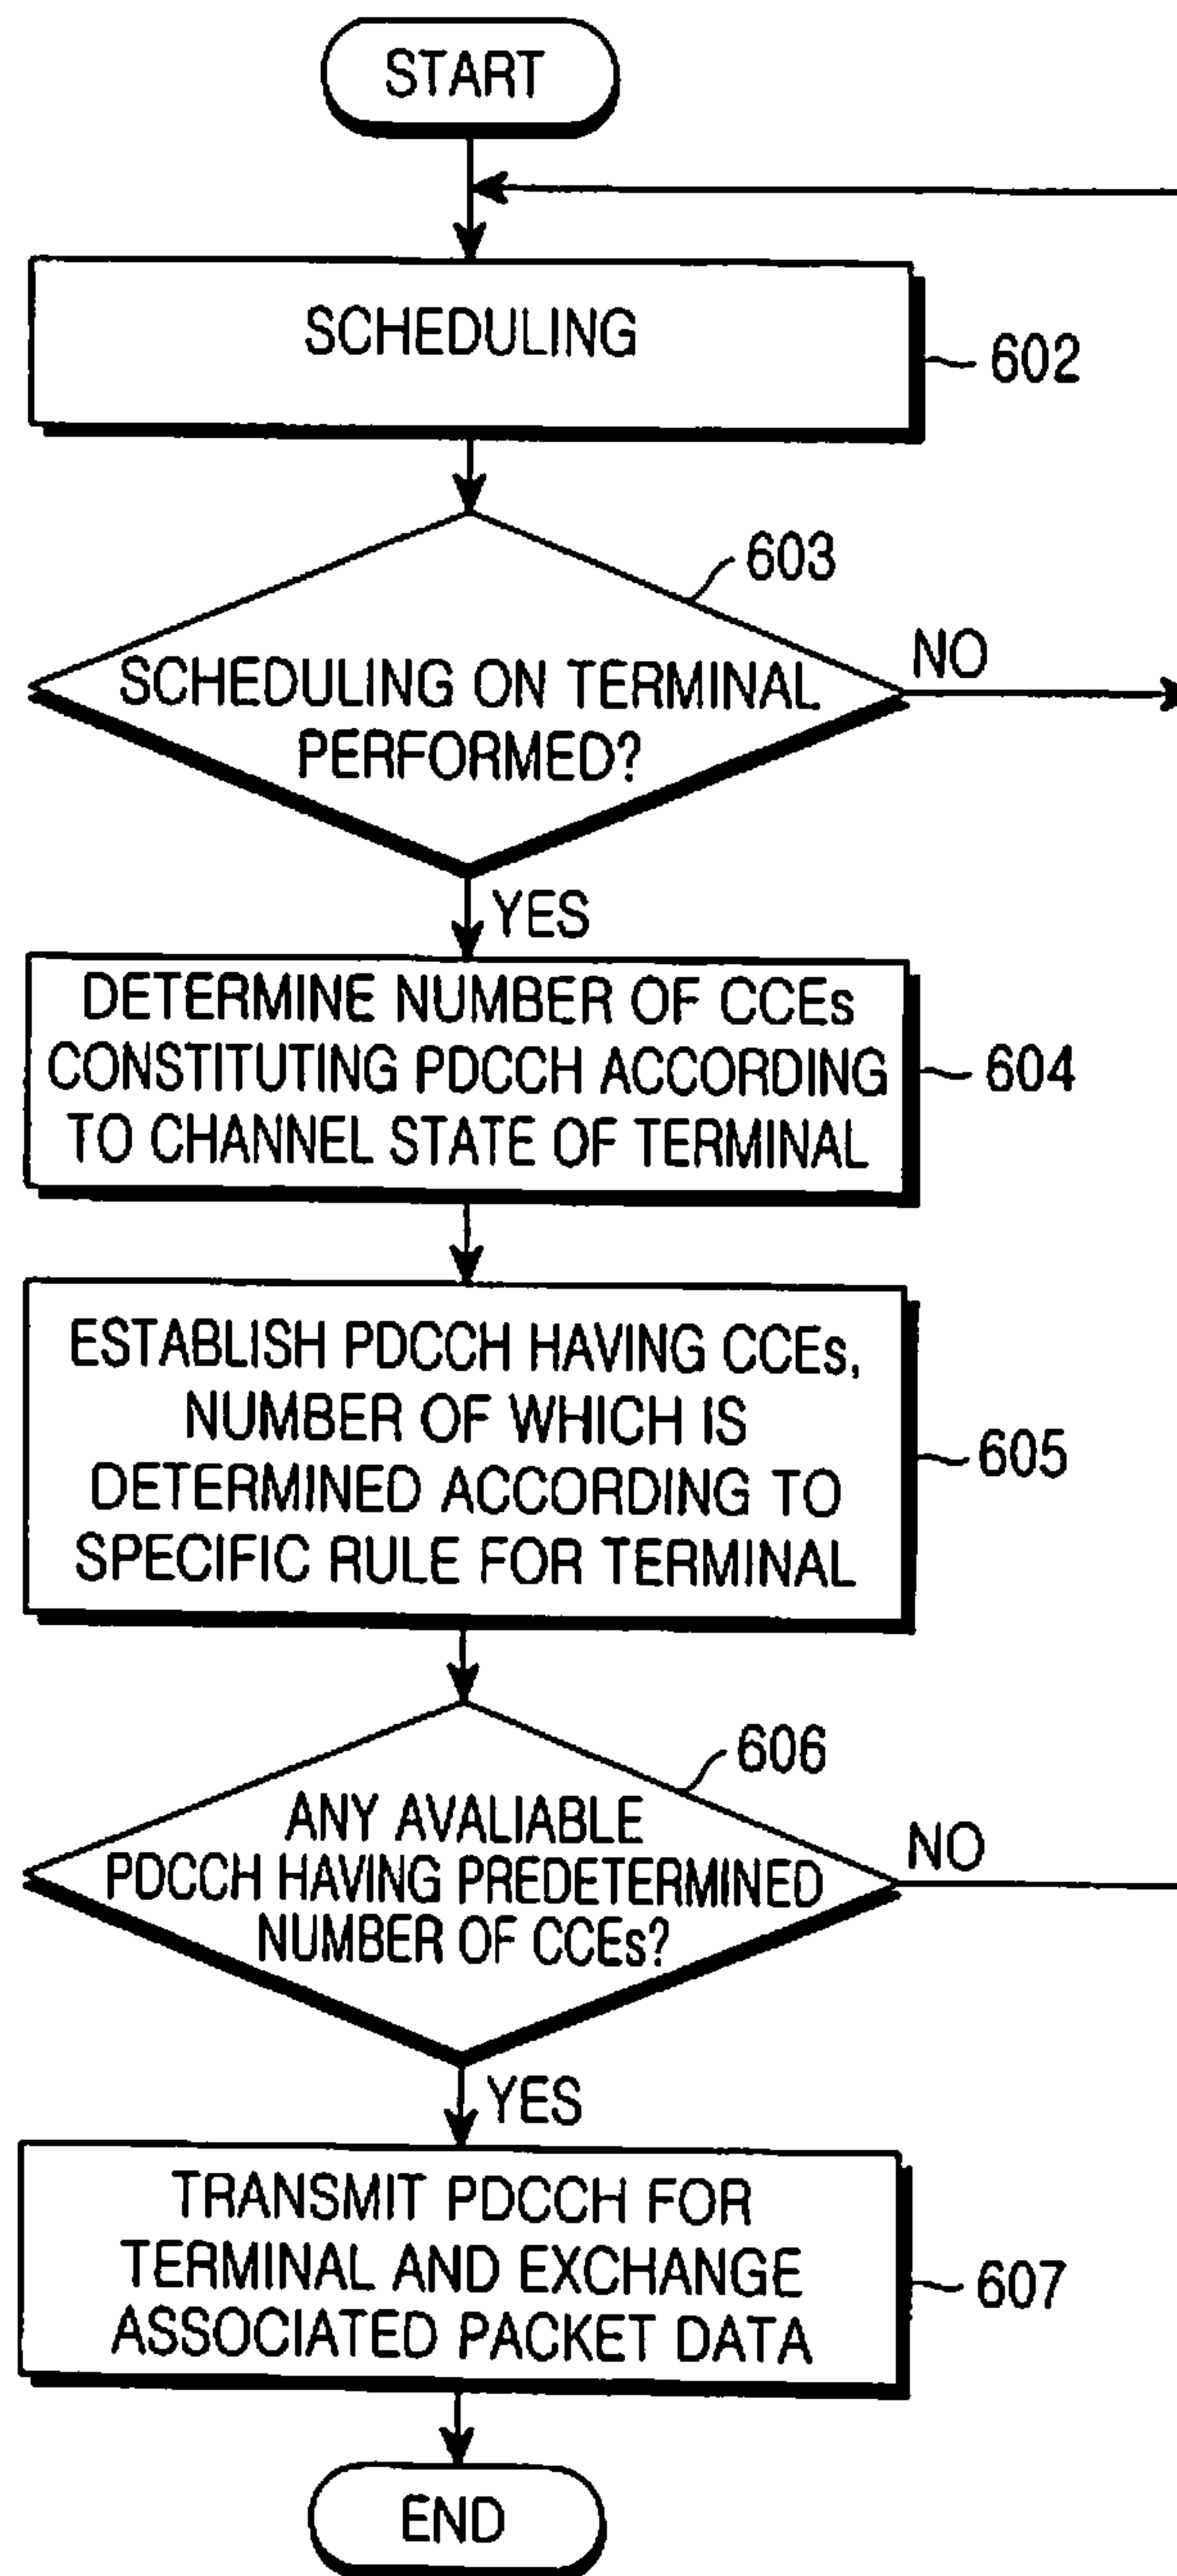 START
SCHEDULING
602
603
SCHEDULING ON TERMINAL
PERFORMED?
NO
YES
DETERMINE NUMBER OF CCEs
CONSTITUTING PDCCH ACCORDING
TO CHANNEL STATE OF TERMINAL
604
ESTABLISH PDCCH HAVING CCEs,
NUMBER OF WHICH IS
DETERMINED ACCORDING TO
SPECIFIC RULE FOR TERMINAL
605
606
ANY AVALIABLE
PDCCH HAVING PREDETERMINED
NUMBER OF CCEs?
NO
YES
TRANSMIT PDCCH FOR
TERMINAL AND EXCHANGE
ASSOCIATED PACKET DATA
607
END